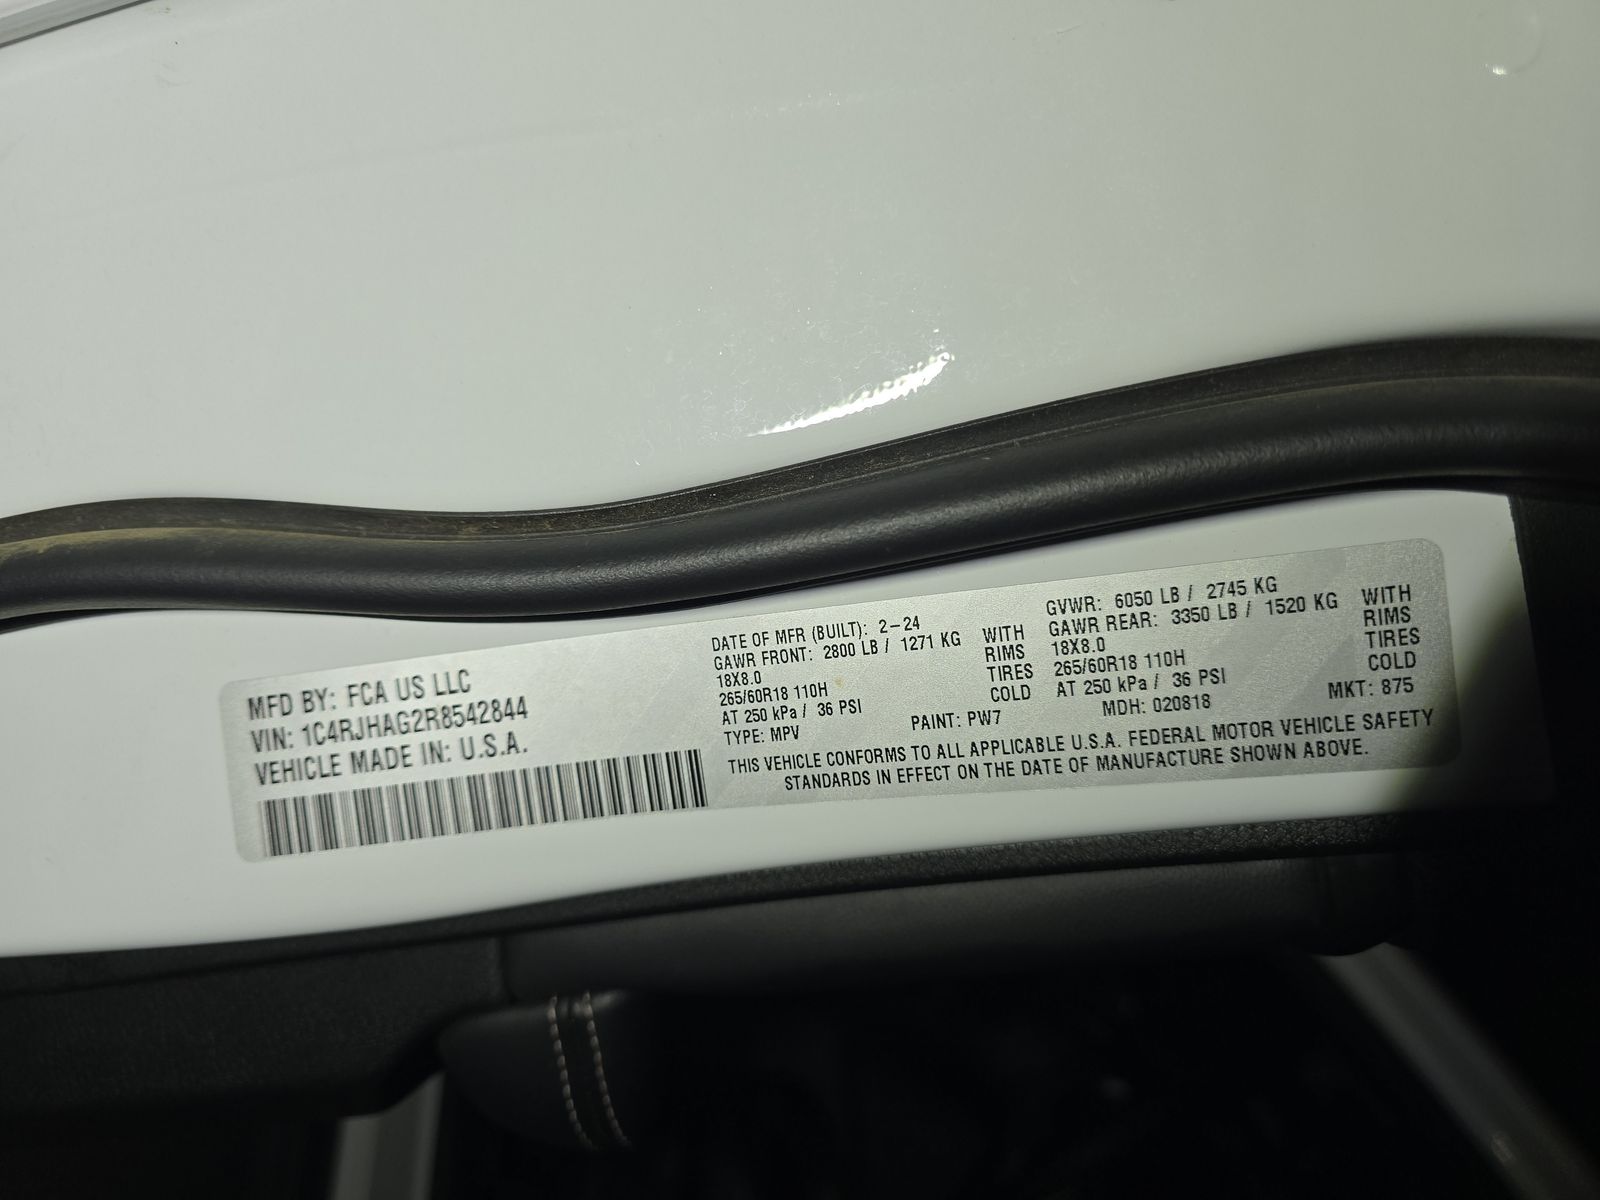 MFD BY: FCA US LLC
VIN: 1C4RJHAG2R8542844
VEHICLE MADE IN: U.S.A.
DATE OF MFR (BUILT): 2-24 GVWR: 6050 LB / 2745 KG
GAWR FRONT: 2800 LB / 1271 KG WITH GAWR REAR: 3350 LB / 1520 KG WITH
18X8.0 RIMS 18X8.0 RIMS
265/60R18 110H TIRES 265/60R18 110H TIRES
AT 250 kPa / 36 PSI COLD AT 250 kPa / 36 PSI COLD
TYPE: MPV PAINT: PW7 MDH: 020818 MKT: 875
THIS VEHICLE CONFORMS TO ALL APPLICABLE U.S.A. FEDERAL MOTOR VEHICLE SAFETY
STANDARDS IN EFFECT ON THE DATE OF MANUFACTURE SHOWN ABOVE.